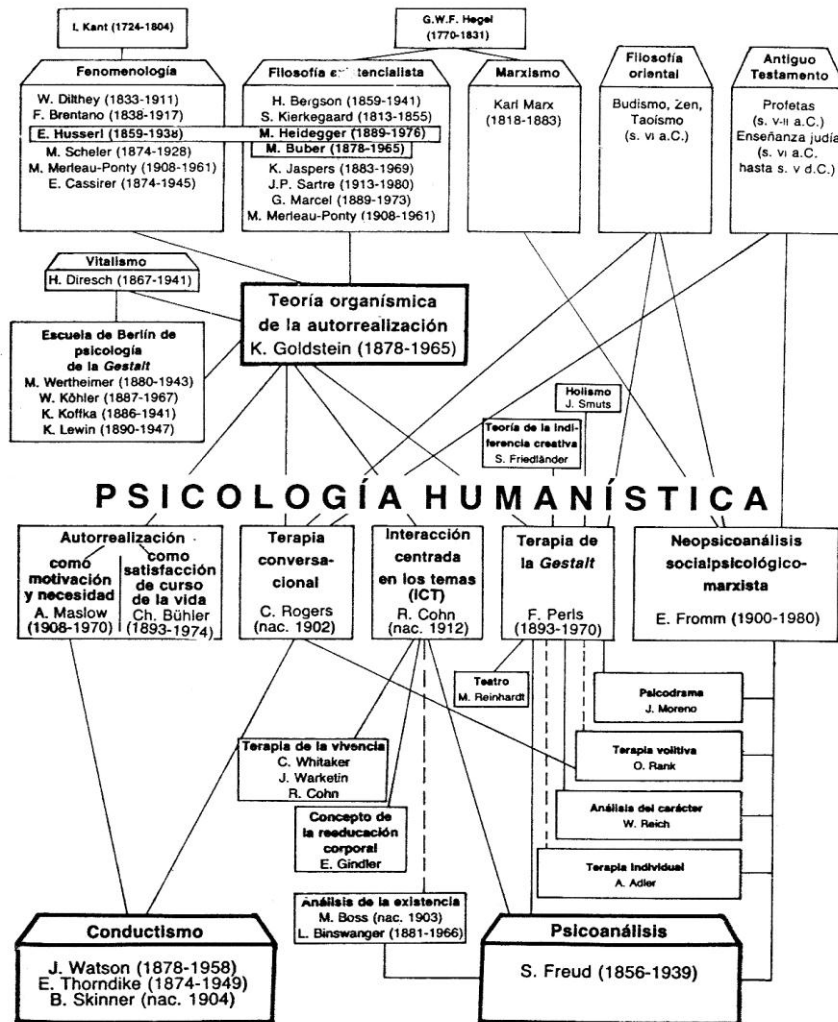 I. Kant (1724-1804)
G.W.F. Hegel
(1770-1831)
Fenomenología
W. Dilthey (1833-1911)
F. Brentano (1838-1917)
E. Husserl (1859-1938)
M. Scheler (1874-1928)
M. Merleau-Ponty (1908-1961)
E. Cassirer (1874-1945)
Filosofía existencialista
H. Bergson (1859-1941)
S. Kierkegaard (1813-1855)
M. Heidegger (1889-1976)
M. Buber (1878-1965)
K. Jaspers (1883-1969)
J.P. Sartre (1913-1980)
G. Marcel (1889-1973)
M. Merleau-Ponty (1908-1961)
Marxismo
Karl Marx
(1818-1883)
Filosofía
oriental
Budismo, Zen,
Taoísmo
(s. VI a.C.)
Antiguo
Testamento
Profetas
(s. V-II a.C.)
Enseñanza judía
(s. VI a.C.
hasta s. V d.C.)
Vitalismo
H. Diresch (1867-1941)
Teoría organísmica
de la autorrealización
K. Goldstein (1878-1965)
Escuela de Berlín de
psicología
de la Gestalt
M. Wertheimer (1880-1943)
W. Köhler (1887-1967)
K. Koffka (1886-1941)
K. Lewin (1890-1947)
Holismo
J. Smuts
Teoría de la indi-
ferencia creativa
S. Friedländer
PSICOLOGÍA HUMANÍSTICA
Autorrealización
como
motivación
y necesidad
A. Maslow
(1908-1970)
como
satisfacción
de curso
de la vida
Ch. Bühler
(1893-1974)
Terapia
conversa-
cional
C. Rogers
(nac. 1902)
Interacción
centrada
en los temas
(ICT)
R. Cohn
(nac. 1912)
Terapia de
la Gestalt
F. Perls
(1893-1970)
Neopsicoanálisis
socialpsicológico-
marxista
E. Fromm (1900-1980)
Teatro
M. Reinhardt
Psicodrama
J. Moreno
Terapia de la vivencia
C. Whitaker
J. Warketin
R. Cohn
Terapia volitiva
O. Rank
Concepto de
la reeducación
corporal
E. Gindler
Análisis del carácter
W. Reich
Terapia individual
A. Adler
Análisis de la existencia
M. Boss (nac. 1903)
L. Binswanger (1881-1966)
Conductismo
J. Watson (1878-1958)
E. Thorndike (1874-1949)
B. Skinner (nac. 1904)
Psicoanálisis
S. Freud (1856-1939)